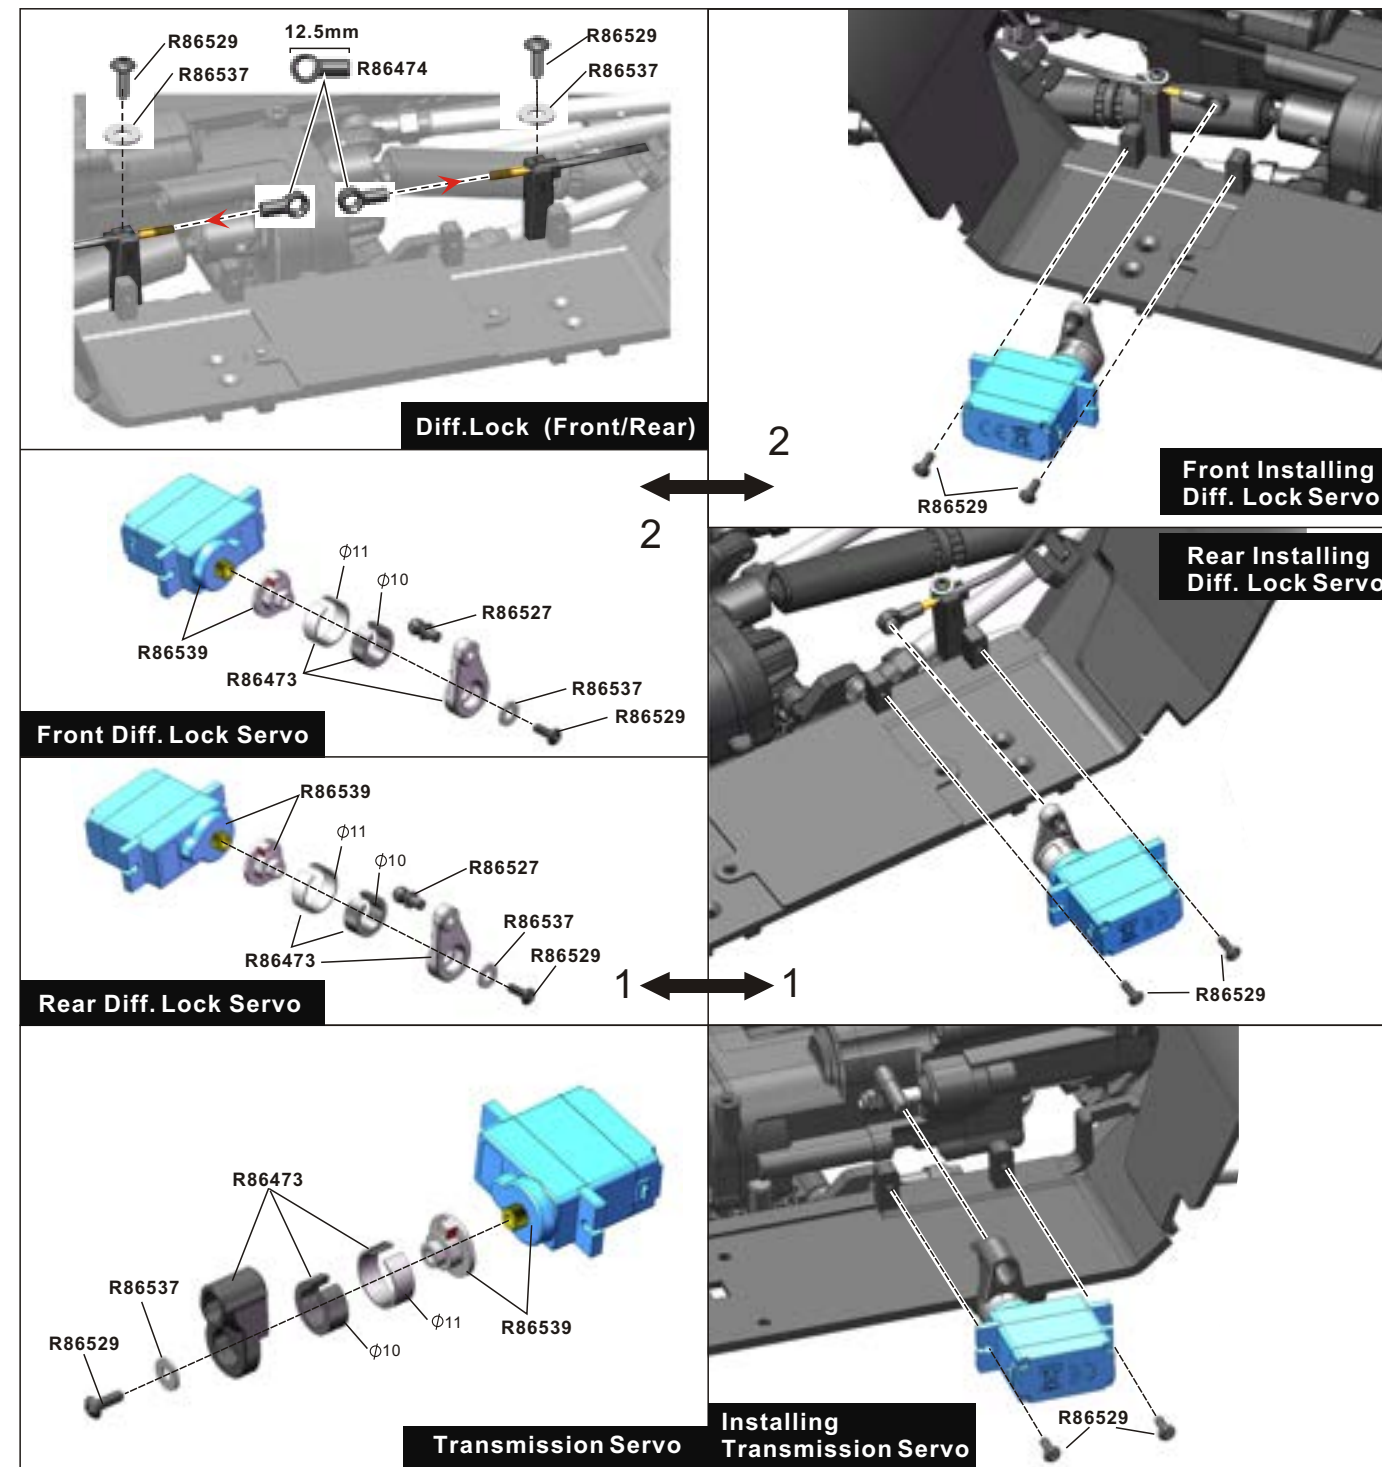 12.5mm
R86529
R86537
R86474
R86529
R86537
Diff.Lock (Front/Rear)
2
R86529
Front Installing
Diff. Lock Servo
2
ϕ11
ϕ10
R86527
R86539
R86473
R86537
R86529
Front Diff. Lock Servo
Rear Installing
Diff. Lock Servo
R86529
R86539
ϕ11
ϕ10
R86527
R86537
R86473
R86529
Rear Diff. Lock Servo
1
1
R86473
R86537
R86529
ϕ11
ϕ10
R86539
Transmission Servo
R86529
Installing
Transmission Servo